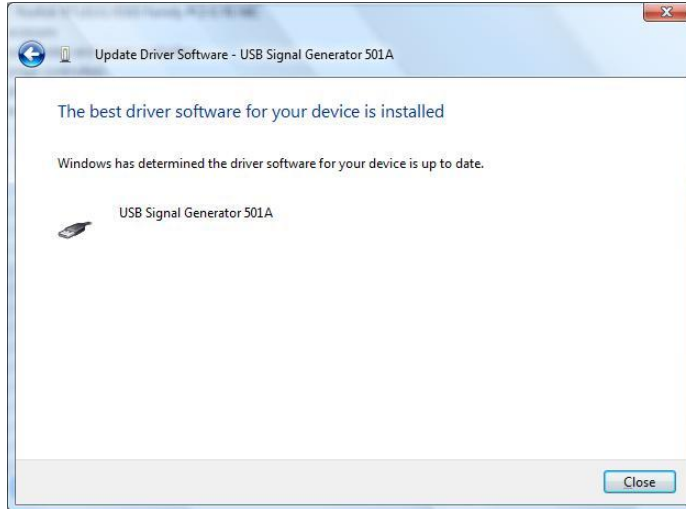 Update Driver Software - USB Signal Generator 501A
The best driver software for your device is installed
Windows has determined the driver software for your device is up to date.
USB Signal Generator 501A
Close